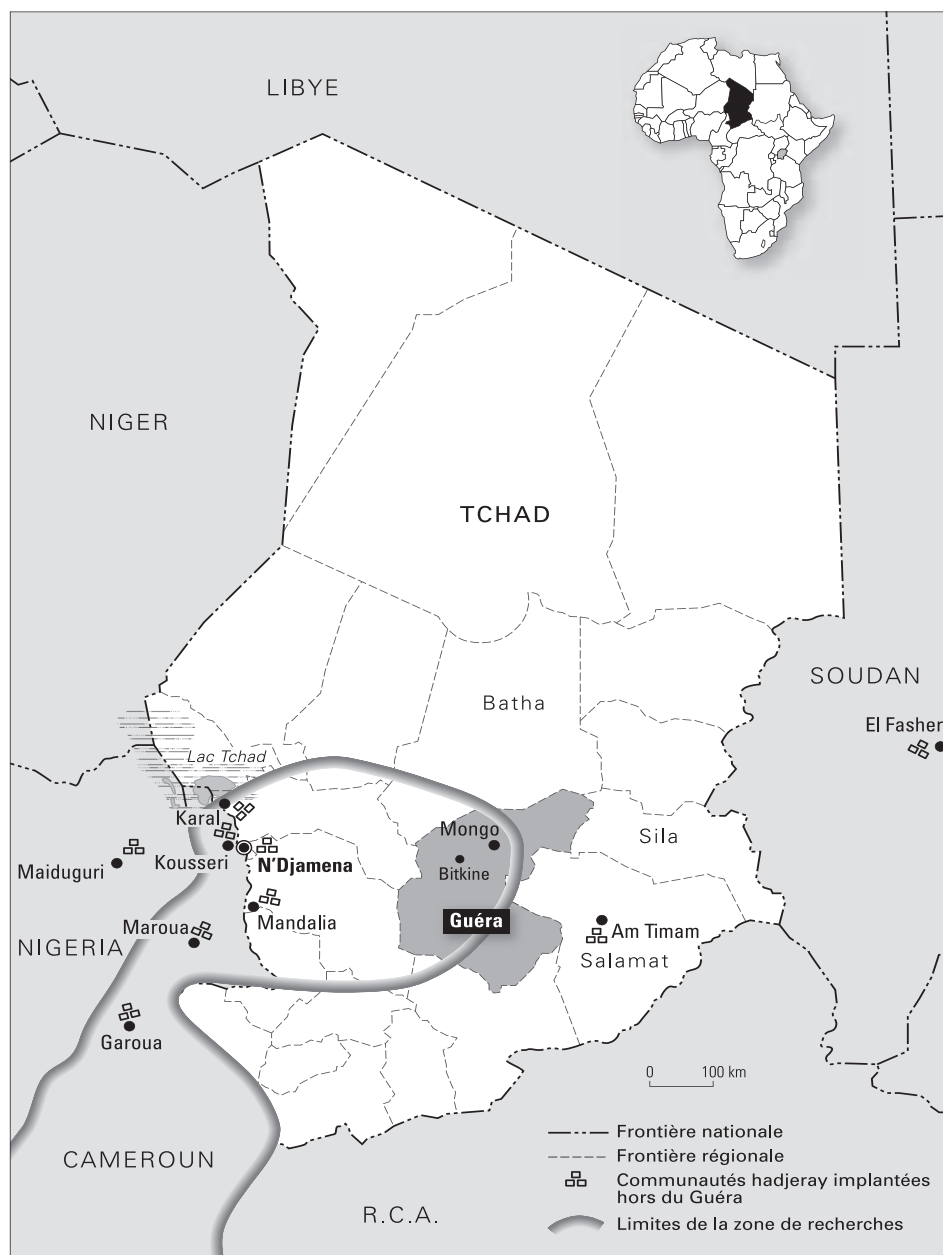 LIBYE
NIGER
TCHAD
SOUDAN
Batha
El Fasher
Lac Tchad
Karal
Mongo
Sila
Kousseri
N'Djamena
Bitkine
Maiduguri
Mandalia
Guéra
Am Timam
Maroua
NIGERIA
Salamat
Garoua
0 100 km
CAMEROUN
R.C.A.
Frontière nationale
Frontière régionale
Communautés hadjeray implantées
hors du Guéra
Limites de la zone de recherches